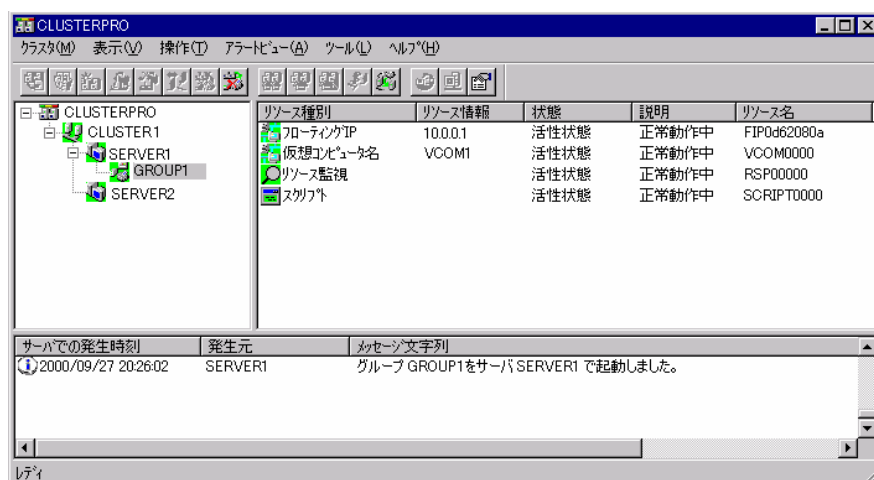 CLUSTERPRO
クラスタ(M) 表示(V) 操作(T) アラートビュー(A) ツール(L) ヘルプ(H)
CLUSTERPRO
CLUSTER1
SERVER1
GROUP1
SERVER2
リソース種別 リソース情報 状態 説明 リソース名
フローティングIP 10.0.0.1 活性状態 正常動作中 FIP0d62080a
仮想コンピュータ名 VCOM1 活性状態 正常動作中 VCOM0000
リソース監視 活性状態 正常動作中 RSP00000
スクリプト 活性状態 正常動作中 SCRIPT0000
サーバでの発生時刻 発生元 メッセージ文字列
2000/09/27 20:26:02 SERVER1 グループ GROUP1をサーバ SERVER1 で起動しました。
レディ